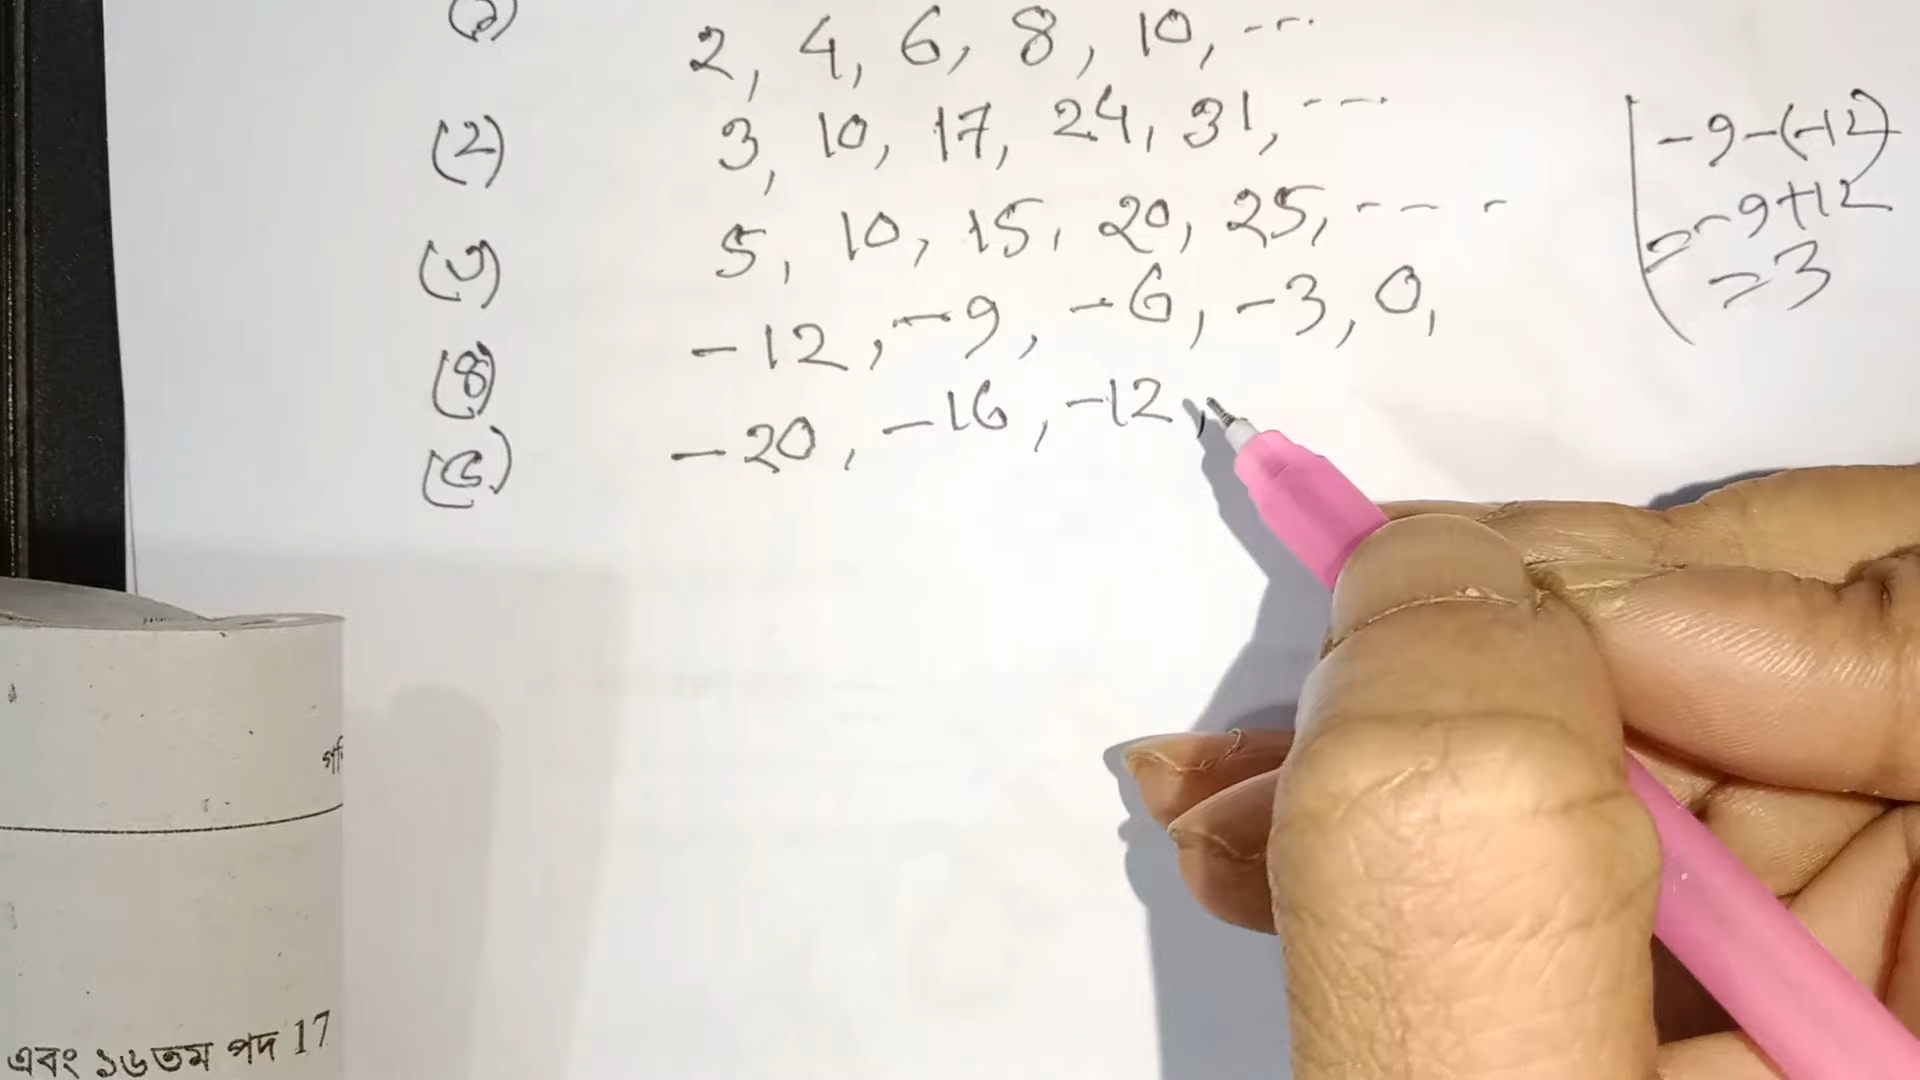 (১) 2, 4, 6, 8, 10, ---
(২) 3, 10, 17, 24, 31, ---
(৩) 5, 10, 15, 20, 25, ---
(৪) -12, -9, -6, -3, 0,
(৫) -20, -16, -12,
-9-(-12)
=-9+12
=3
এবং ১৬তম পদ 17